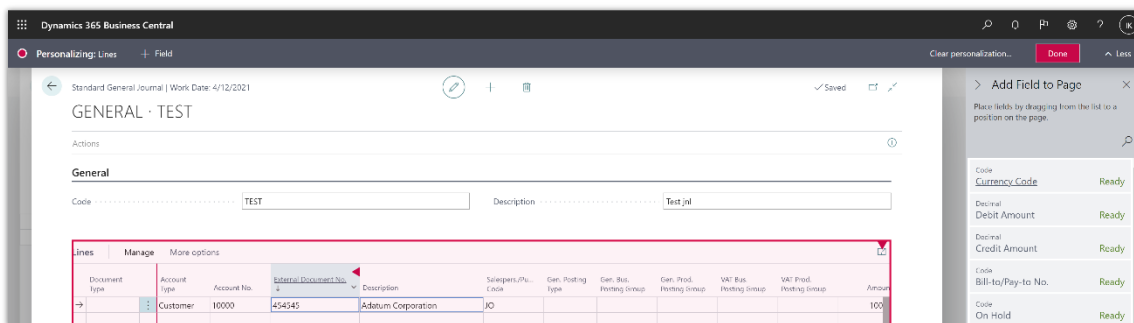 Dynamics 365 Business Central
IK
Personalizing: Lines + Field Clear personalization... Done Less
Standard General Journal | Work Date: 4/12/2021 Saved
GENERAL · TEST
Actions
General
Code TEST Description Test jnl
Lines Manage More options
Document Type Account Type Account No. External Document No. Description Salespers./Pu... Code Gen. Posting Type Gen. Bus. Posting Group Gen. Prod. Posting Group VAT Bus. Posting Group VAT Prod. Posting Group Amoun
Customer 10000 454545 Adatum Corporation JO 100
Add Field to Page
Place fields by dragging from the list to a
position on the page.
Code
Currency Code Ready
Decimal
Debit Amount Ready
Decimal
Credit Amount Ready
Code
Bill-to/Pay-to No. Ready
Code
On Hold Ready